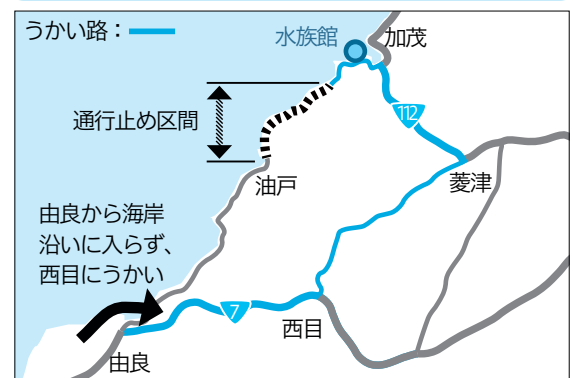 うかい路：
水族館
加茂
通行止め区間
112
油戸
菱津
由良から海岸
沿いに入らず、
西目にうかい
7
西目
由良